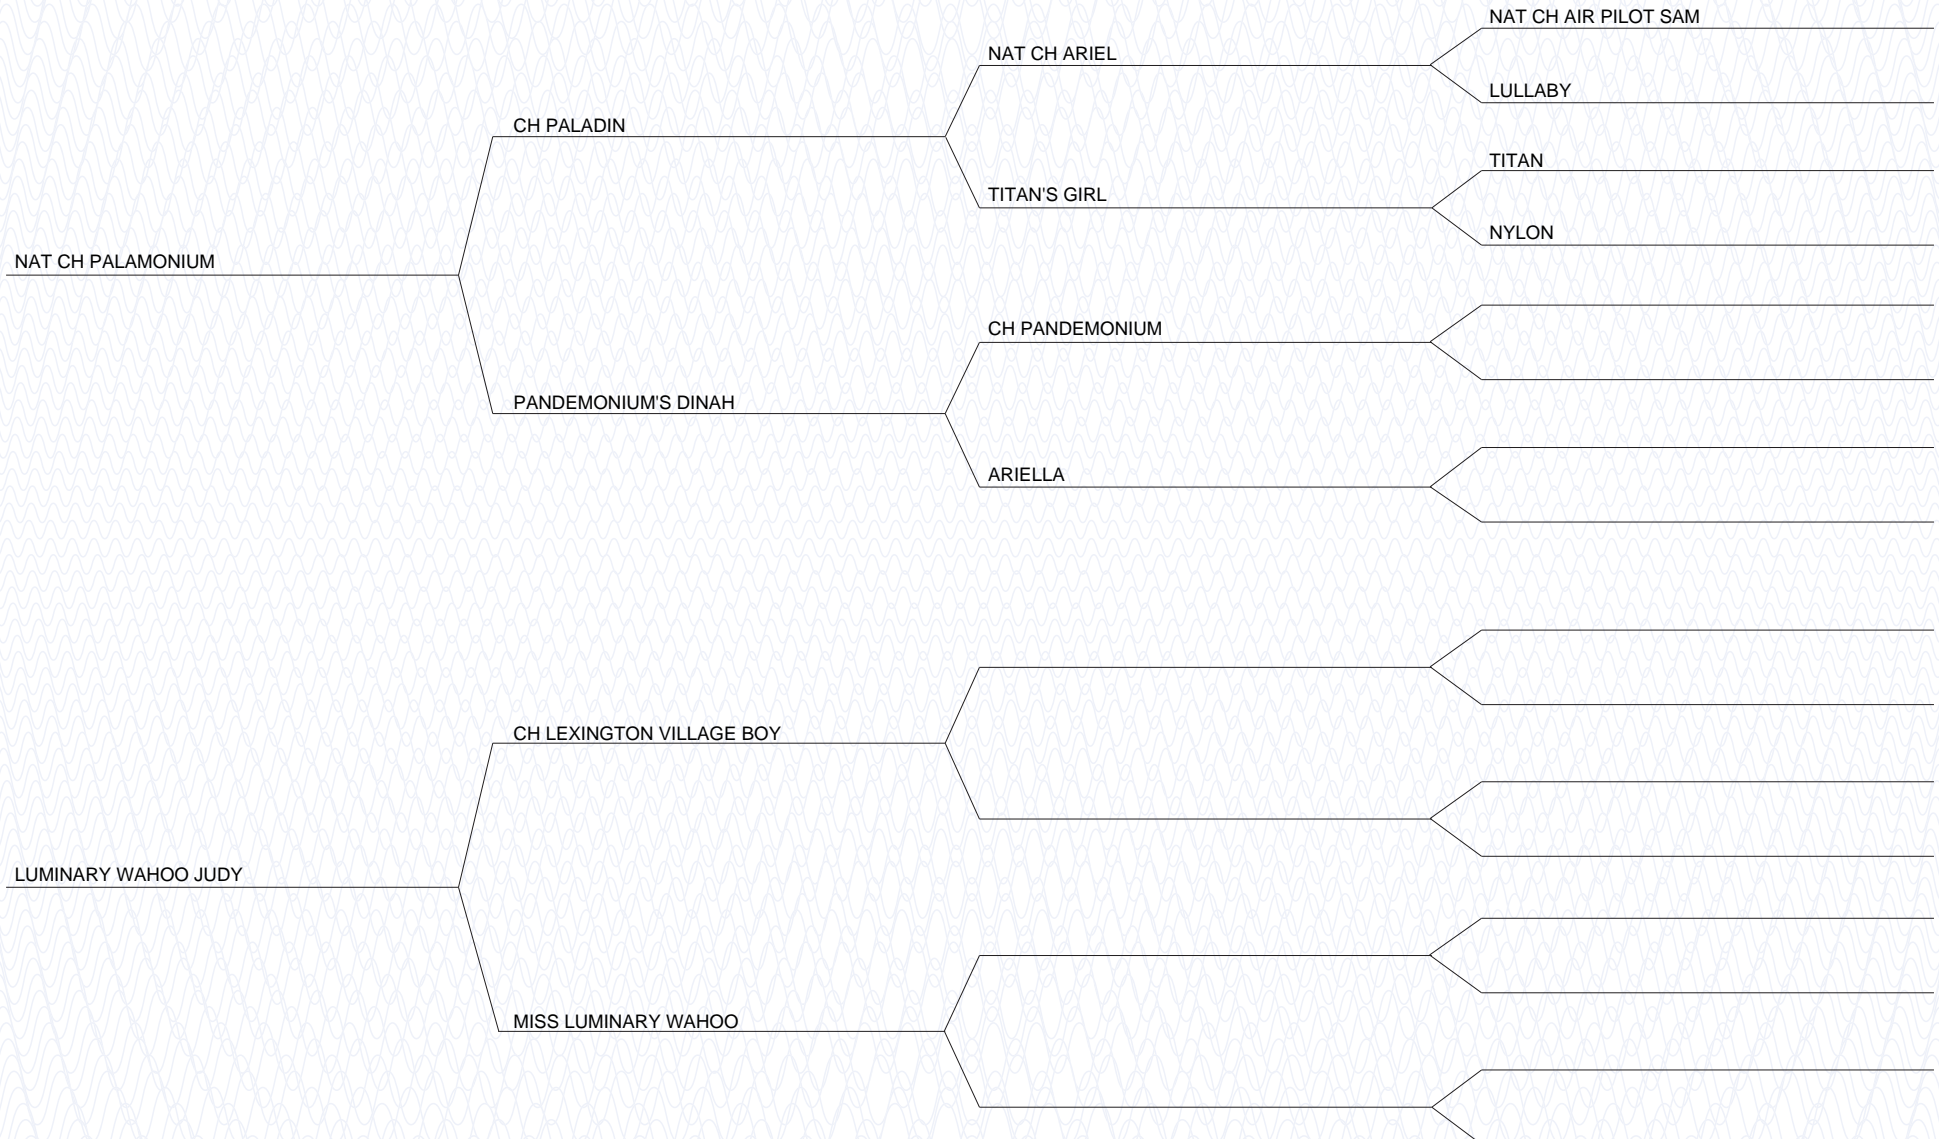 NAT CH AIR PILOT SAM
NAT CH ARIEL
LULLABY
CH PALADIN
TITAN
TITAN'S GIRL
NYLON
NAT CH PALAMONIUM
CH PANDEMONIUM
PANDEMONIUM'S DINAH
ARIELLA
CH LEXINGTON VILLAGE BOY
LUMINARY WAHOO JUDY
MISS LUMINARY WAHOO